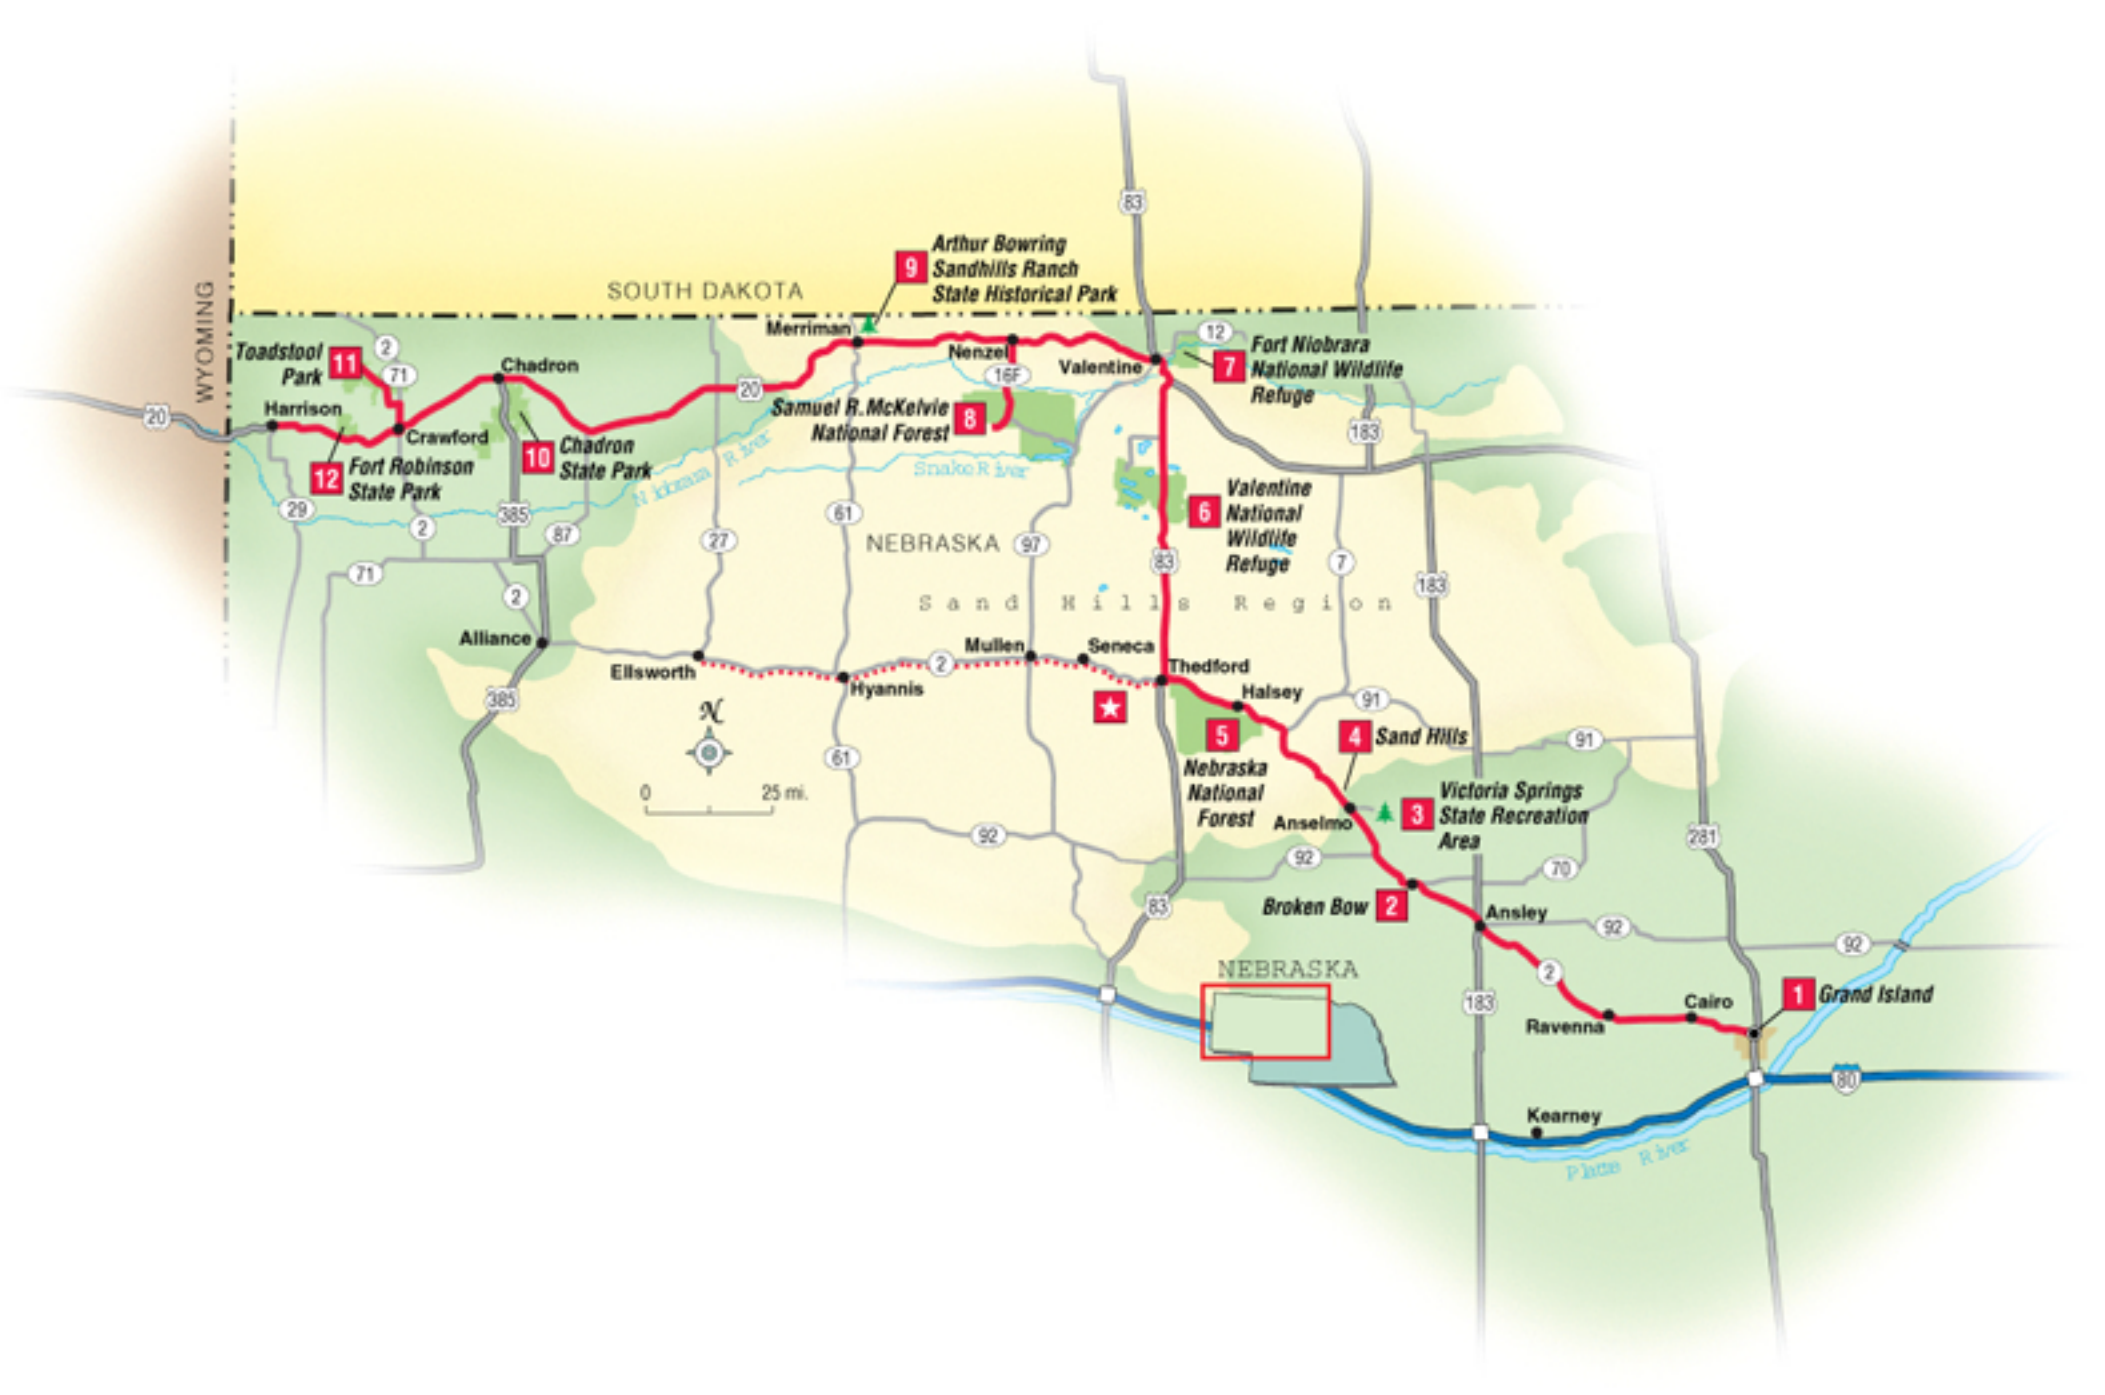 83
9
Arthur Bowring
Sandhills Ranch
State Historical Park
SOUTH DAKOTA
WYOMING
Merriman
Nenzel
Valentine
12
7
Fort Niobrara
National Wildlife
Refuge
Toadstool
Park
11
2
71
Chadron
20
16F
Harrison
20
Crawford
Samuel R.McKelvie
National Forest
8
183
12
Fort Robinson
State Park
10
Chadron
State Park
Niobrara River
Snake River
6
Valentine
National
Wildlife
Refuge
29
2
385
87
27
61
NEBRASKA
97
83
7
183
71
2
Sand Hills Region
Alliance
Ellsworth
Hyannis
2
Mullen
Seneca
Thedford
Halsey
385
N
0
25 mi.
61
91
91
5
Nebraska
National
Forest
4
Sand Hills
Anselmo
3
Victoria Springs
State Recreation
Area
92
92
70
281
83
Broken Bow
2
Ansley
92
92
NEBRASKA
2
183
Ravenna
Cairo
1
Grand Island
80
Kearney
Platte River